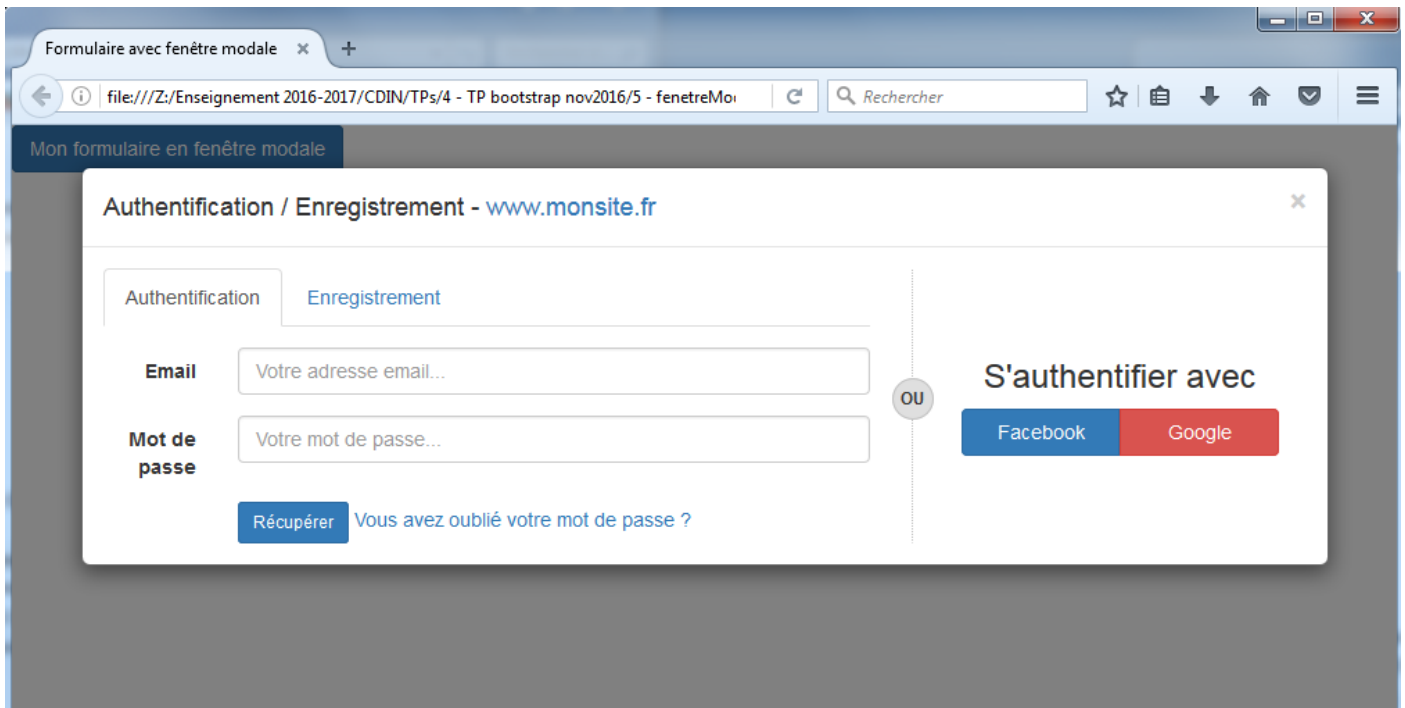 Formulaire avec fenêtre modale
file:///Z:/Enseignement 2016-2017/CDIN/TPs/4 - TP bootstrap nov2016/5 - fenetreMo
Rechercher
Mon formulaire en fenêtre modale
Authentification / Enregistrement - www.monsite.fr
Authentification Enregistrement
Email Votre adresse email...
Mot de passe Votre mot de passe...
Récupérer Vous avez oublié votre mot de passe ?
OU
S'authentifier avec
Facebook Google